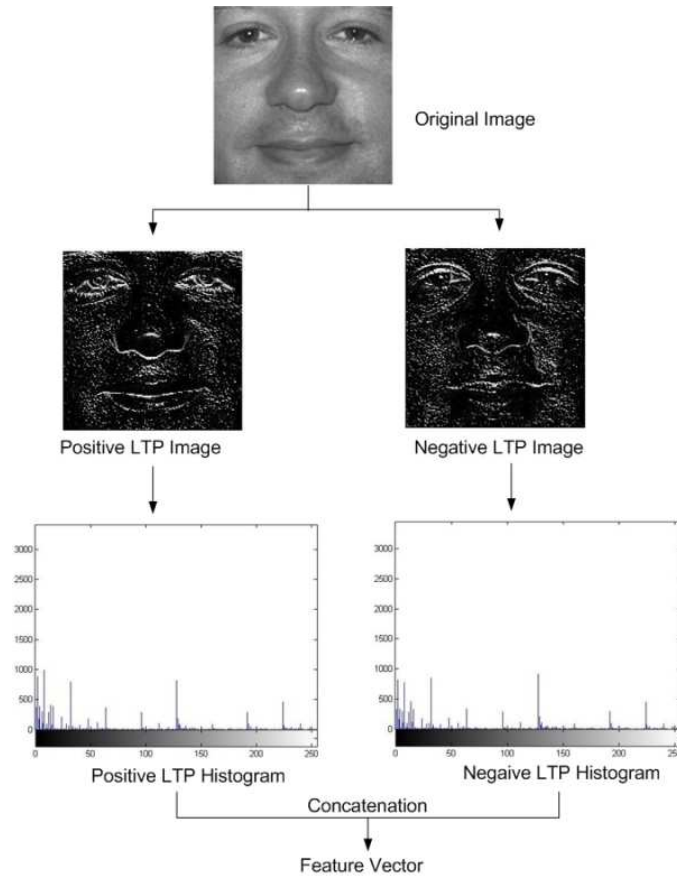 Original Image
Positive LTP Image
Negative LTP Image
3000
2500
2000
1500
1000
500
0
0 50 100 150 200 250
Positive LTP Histogram
3000
2500
2000
1500
1000
500
0
0 50 100 150 200 250
Negaive LTP Histogram
Concatenation
Feature Vector